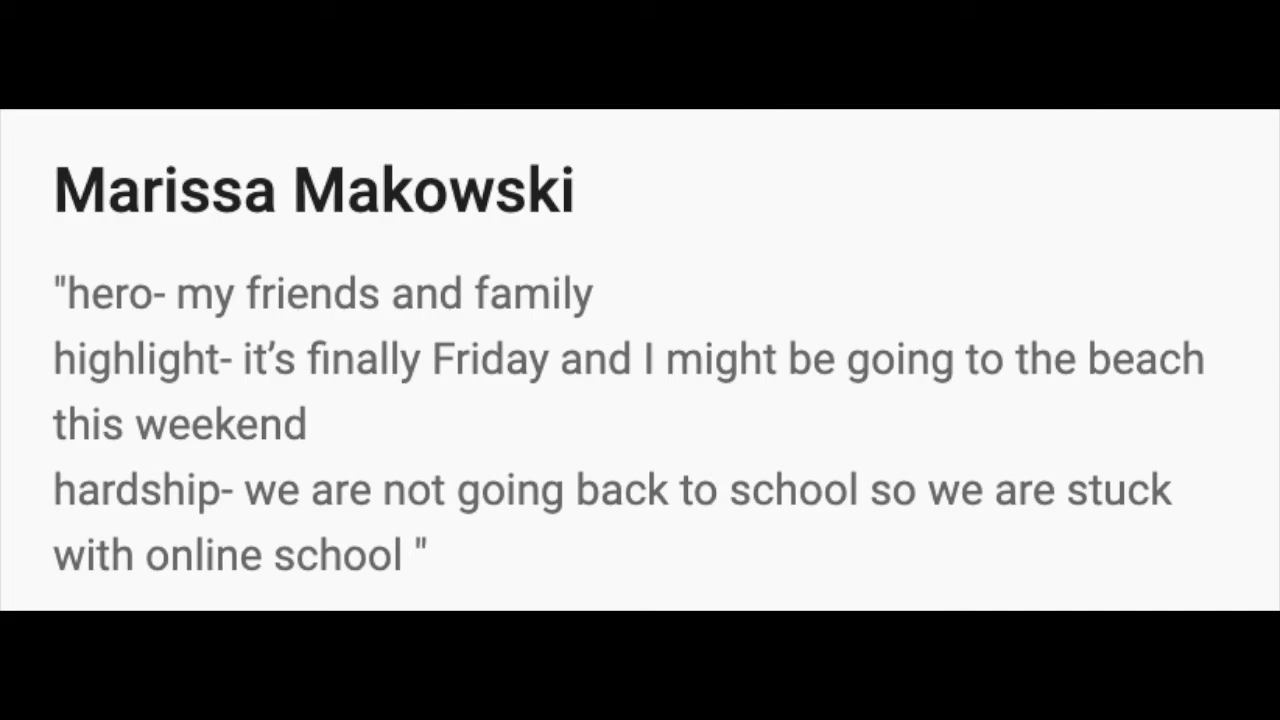 Marissa Makowski
"hero- my friends and family
highlight- it’s finally Friday and I might be going to the beach
this weekend
hardship- we are not going back to school so we are stuck
with online school "